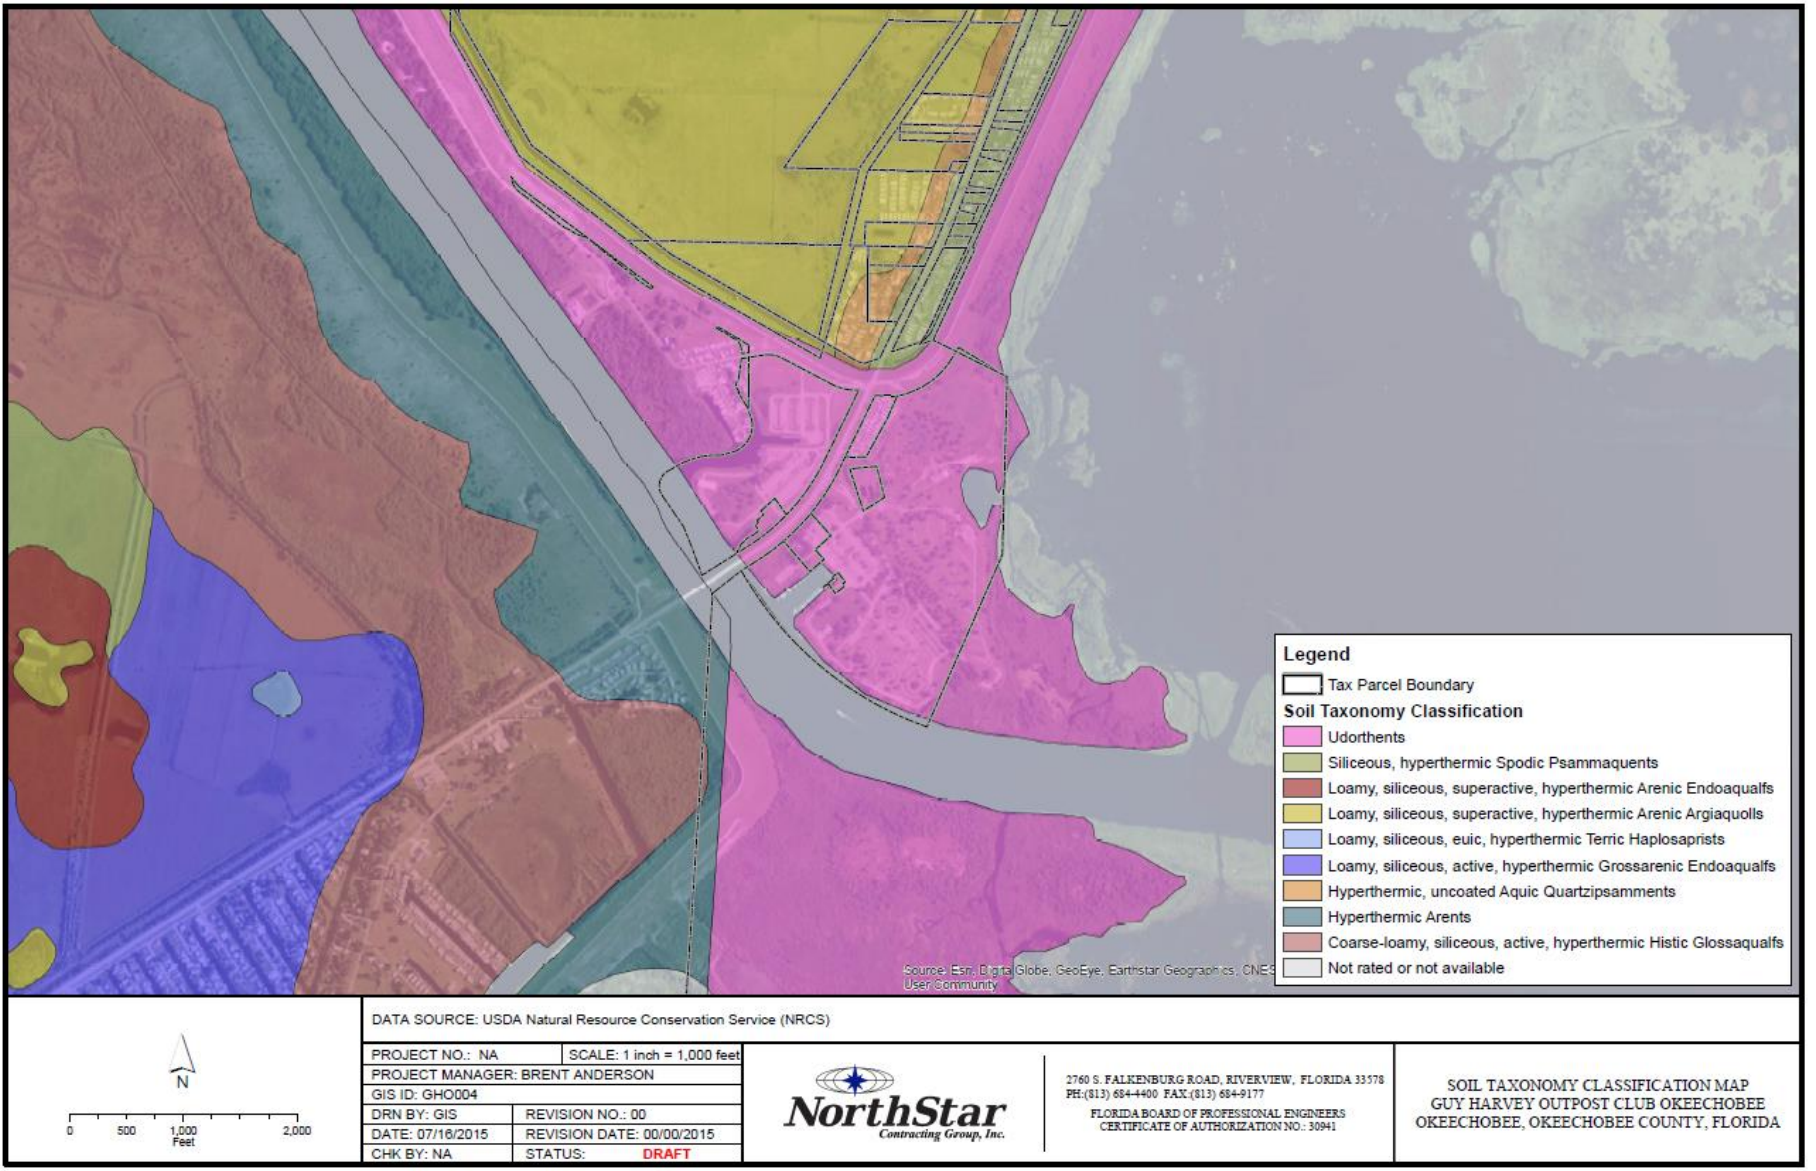 Legend
Tax Parcel Boundary
Soil Taxonomy Classification
Udorthents
Siliceous, hyperthermic Spodic Psammaquents
Loamy, siliceous, superactive, hyperthermic Arenic Endoaqualfs
Loamy, siliceous, superactive, hyperthermic Arenic Argiaquolls
Loamy, siliceous, euic, hyperthermic Terric Haplosaprists
Loamy, siliceous, active, hyperthermic Grossarenic Endoaqualfs
Hyperthermic, uncoated Aquic Quartzipsamments
Hyperthermic Arents
Coarse-loamy, siliceous, active, hyperthermic Histic Glossaqualfs
Not rated or not available
Source: Esri, DigitalGlobe, GeoEye, Earthstar Geographics, CNES
User Community
N
0 500 1,000 2,000
Feet
DATA SOURCE: USDA Natural Resource Conservation Service (NRCS)
PROJECT NO.: NA SCALE: 1 inch = 1,000 feet
PROJECT MANAGER: BRENT ANDERSON
GIS ID: GHO004
DRN BY: GIS REVISION NO.: 00
DATE: 07/16/2015 REVISION DATE: 00/00/2015
CHK BY: NA STATUS: DRAFT
NorthStar
Contracting Group, Inc.
2760 S. FALKENBURG ROAD, RIVERVIEW, FLORIDA 33578
PH:(813) 684-4400 FAX:(813) 684-9177
FLORIDA BOARD OF PROFESSIONAL ENGINEERS
CERTIFICATE OF AUTHORIZATION NO.: 30941
SOIL TAXONOMY CLASSIFICATION MAP
GUY HARVEY OUTPOST CLUB OKEECHOBEE
OKEECHOBEE, OKEECHOBEE COUNTY, FLORIDA